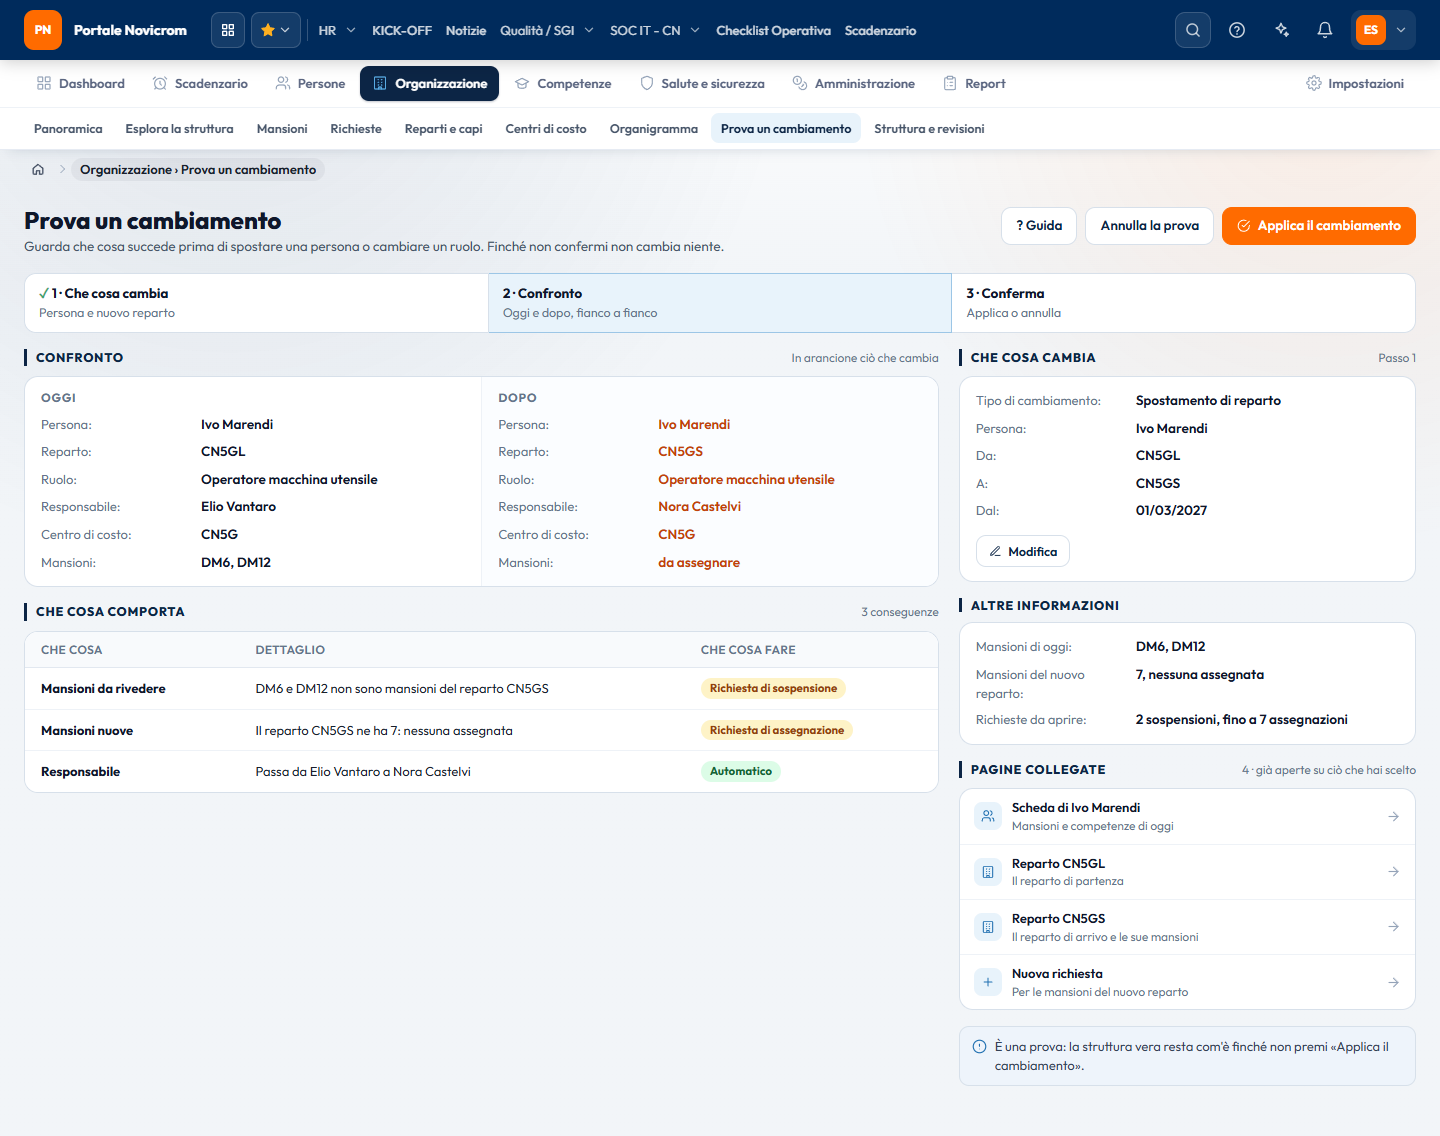 PN Portale Novicrom HR KICK-OFF Notizie Qualità / SGI SOC IT - CN Checklist Operativa Scadenzario ES
Dashboard Scadenzario Persone Organizzazione Competenze Salute e sicurezza Amministrazione Report Impostazioni
Panoramica Esplora la struttura Mansioni Richieste Reparti e capi Centri di costo Organigramma Prova un cambiamento Struttura e revisioni
Organizzazione › Prova un cambiamento
Prova un cambiamento
Guarda che cosa succede prima di spostare una persona o cambiare un ruolo. Finché non confermi non cambia niente.
? Guida Annulla la prova Applica il cambiamento
✓ 1 · Che cosa cambia
Persona e nuovo reparto
2 · Confronto
Oggi e dopo, fianco a fianco
3 · Conferma
Applica o annulla
CONFRONTO In arancione ciò che cambia
OGGI
Persona: Ivo Marendi
Reparto: CN5GL
Ruolo: Operatore macchina utensile
Responsabile: Elio Vantaro
Centro di costo: CN5G
Mansioni: DM6, DM12
DOPO
Persona: Ivo Marendi
Reparto: CN5GS
Ruolo: Operatore macchina utensile
Responsabile: Nora Castelvi
Centro di costo: CN5G
Mansioni: da assegnare
CHE COSA COMPORTA 3 conseguenze
CHE COSA DETTAGLIO CHE COSA FARE
Mansioni da rivedere DM6 e DM12 non sono mansioni del reparto CN5GS Richiesta di sospensione
Mansioni nuove Il reparto CN5GS ne ha 7: nessuna assegnata Richiesta di assegnazione
Responsabile Passa da Elio Vantaro a Nora Castelvi Automatico
CHE COSA CAMBIA Passo 1
Tipo di cambiamento: Spostamento di reparto
Persona: Ivo Marendi
Da: CN5GL
A: CN5GS
Dal: 01/03/2027
Modifica
ALTRE INFORMAZIONI
Mansioni di oggi: DM6, DM12
Mansioni del nuovo 7, nessuna assegnata
reparto:
Richieste da aprire: 2 sospensioni, fino a 7 assegnazioni
PAGINE COLLEGATE 4 · già aperte su ciò che hai scelto
Scheda di Ivo Marendi
Mansioni e competenze di oggi
Reparto CN5GL
Il reparto di partenza
Reparto CN5GS
Il reparto di arrivo e le sue mansioni
Nuova richiesta
Per le mansioni del nuovo reparto
È una prova: la struttura vera resta com'è finché non premi «Applica il
cambiamento».